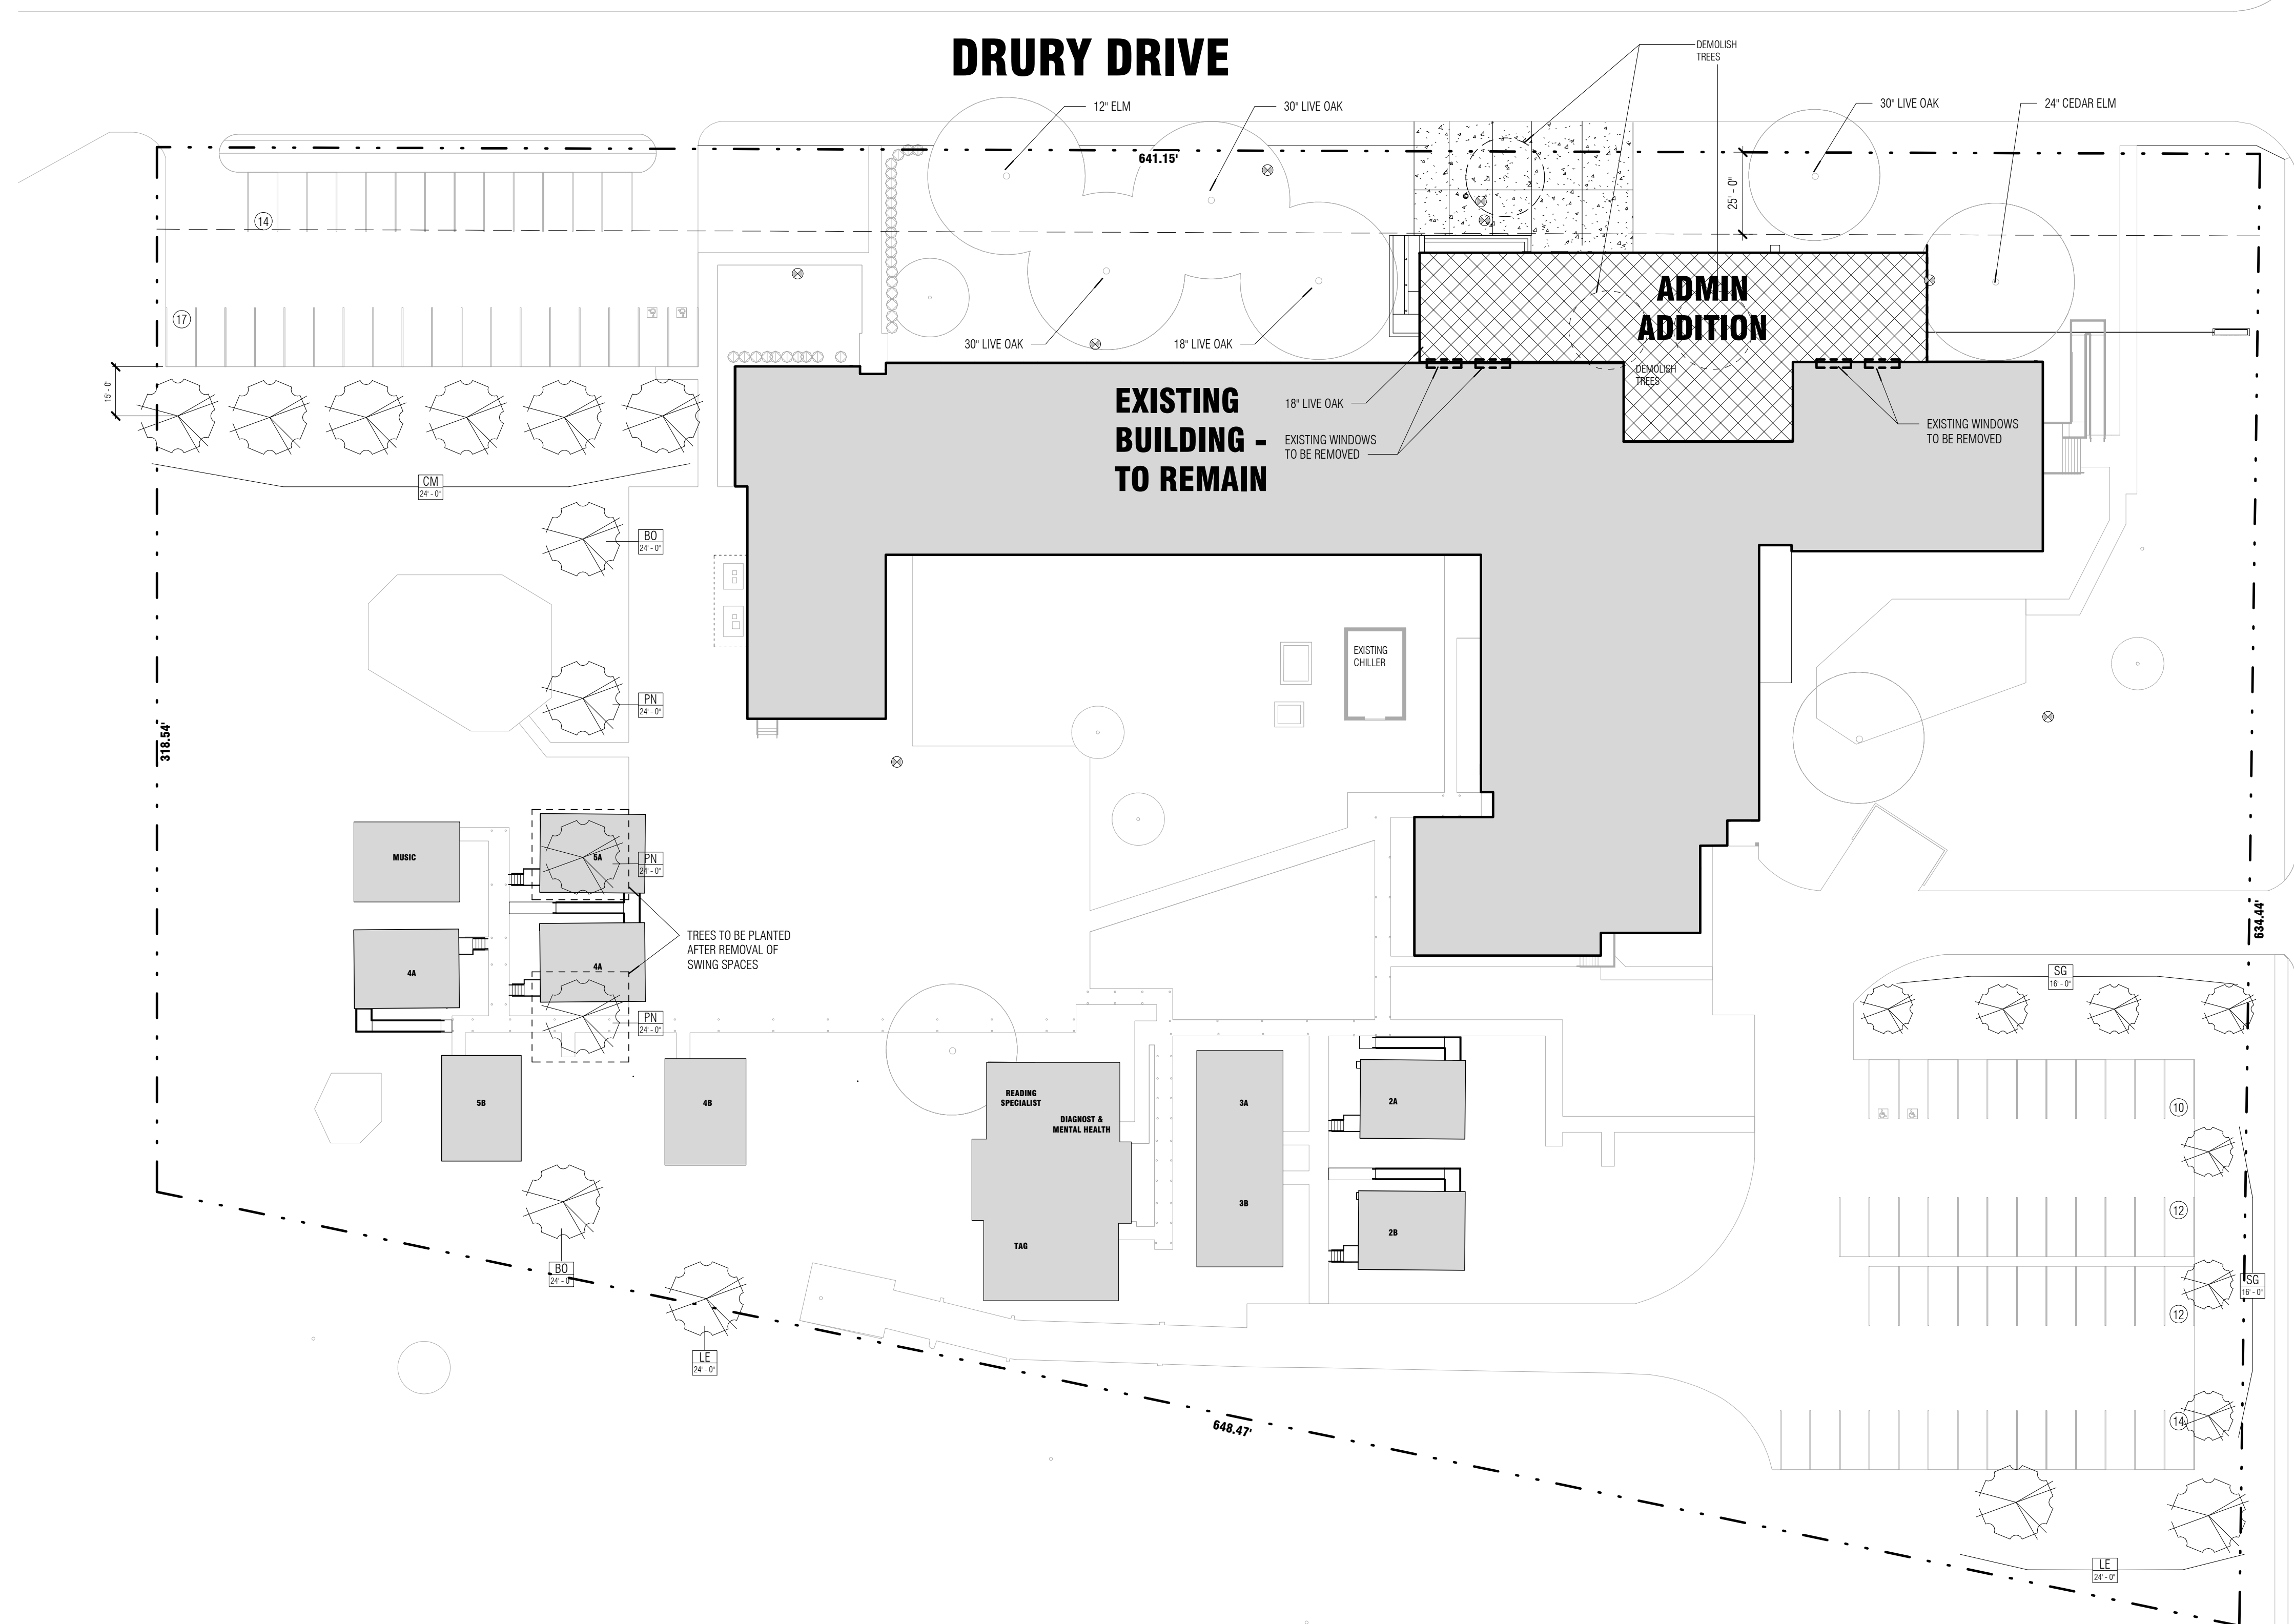 DRURY DRIVE
DEMOLISH
TREES
12" ELM
30" LIVE OAK
30" LIVE OAK
24" CEDAR ELM
641.15'
25' - 0"
14
17
15' - 0"
ADMIN
ADDITION
30" LIVE OAK
18" LIVE OAK
DEMOLISH
TREES
EXISTING
BUILDING -
TO REMAIN
18" LIVE OAK
EXISTING WINDOWS
TO BE REMOVED
EXISTING WINDOWS
TO BE REMOVED
CM
24' - 0"
BO
24' - 0"
EXISTING
CHILLER
PN
24' - 0"
318.54'
MUSIC
5A
PN
24' - 0"
634.44'
TREES TO BE PLANTED
AFTER REMOVAL OF
SWING SPACES
4A
4A
SG
16' - 0"
PN
24' - 0"
READING
SPECIALIST
5B
4B
3A
2A
10
DIAGNOST &
MENTAL HEALTH
3B
12
2B
TAG
BO
24' - 0"
SG
16' - 0"
12
LE
24' - 0"
14
648.47'
LE
24' - 0"